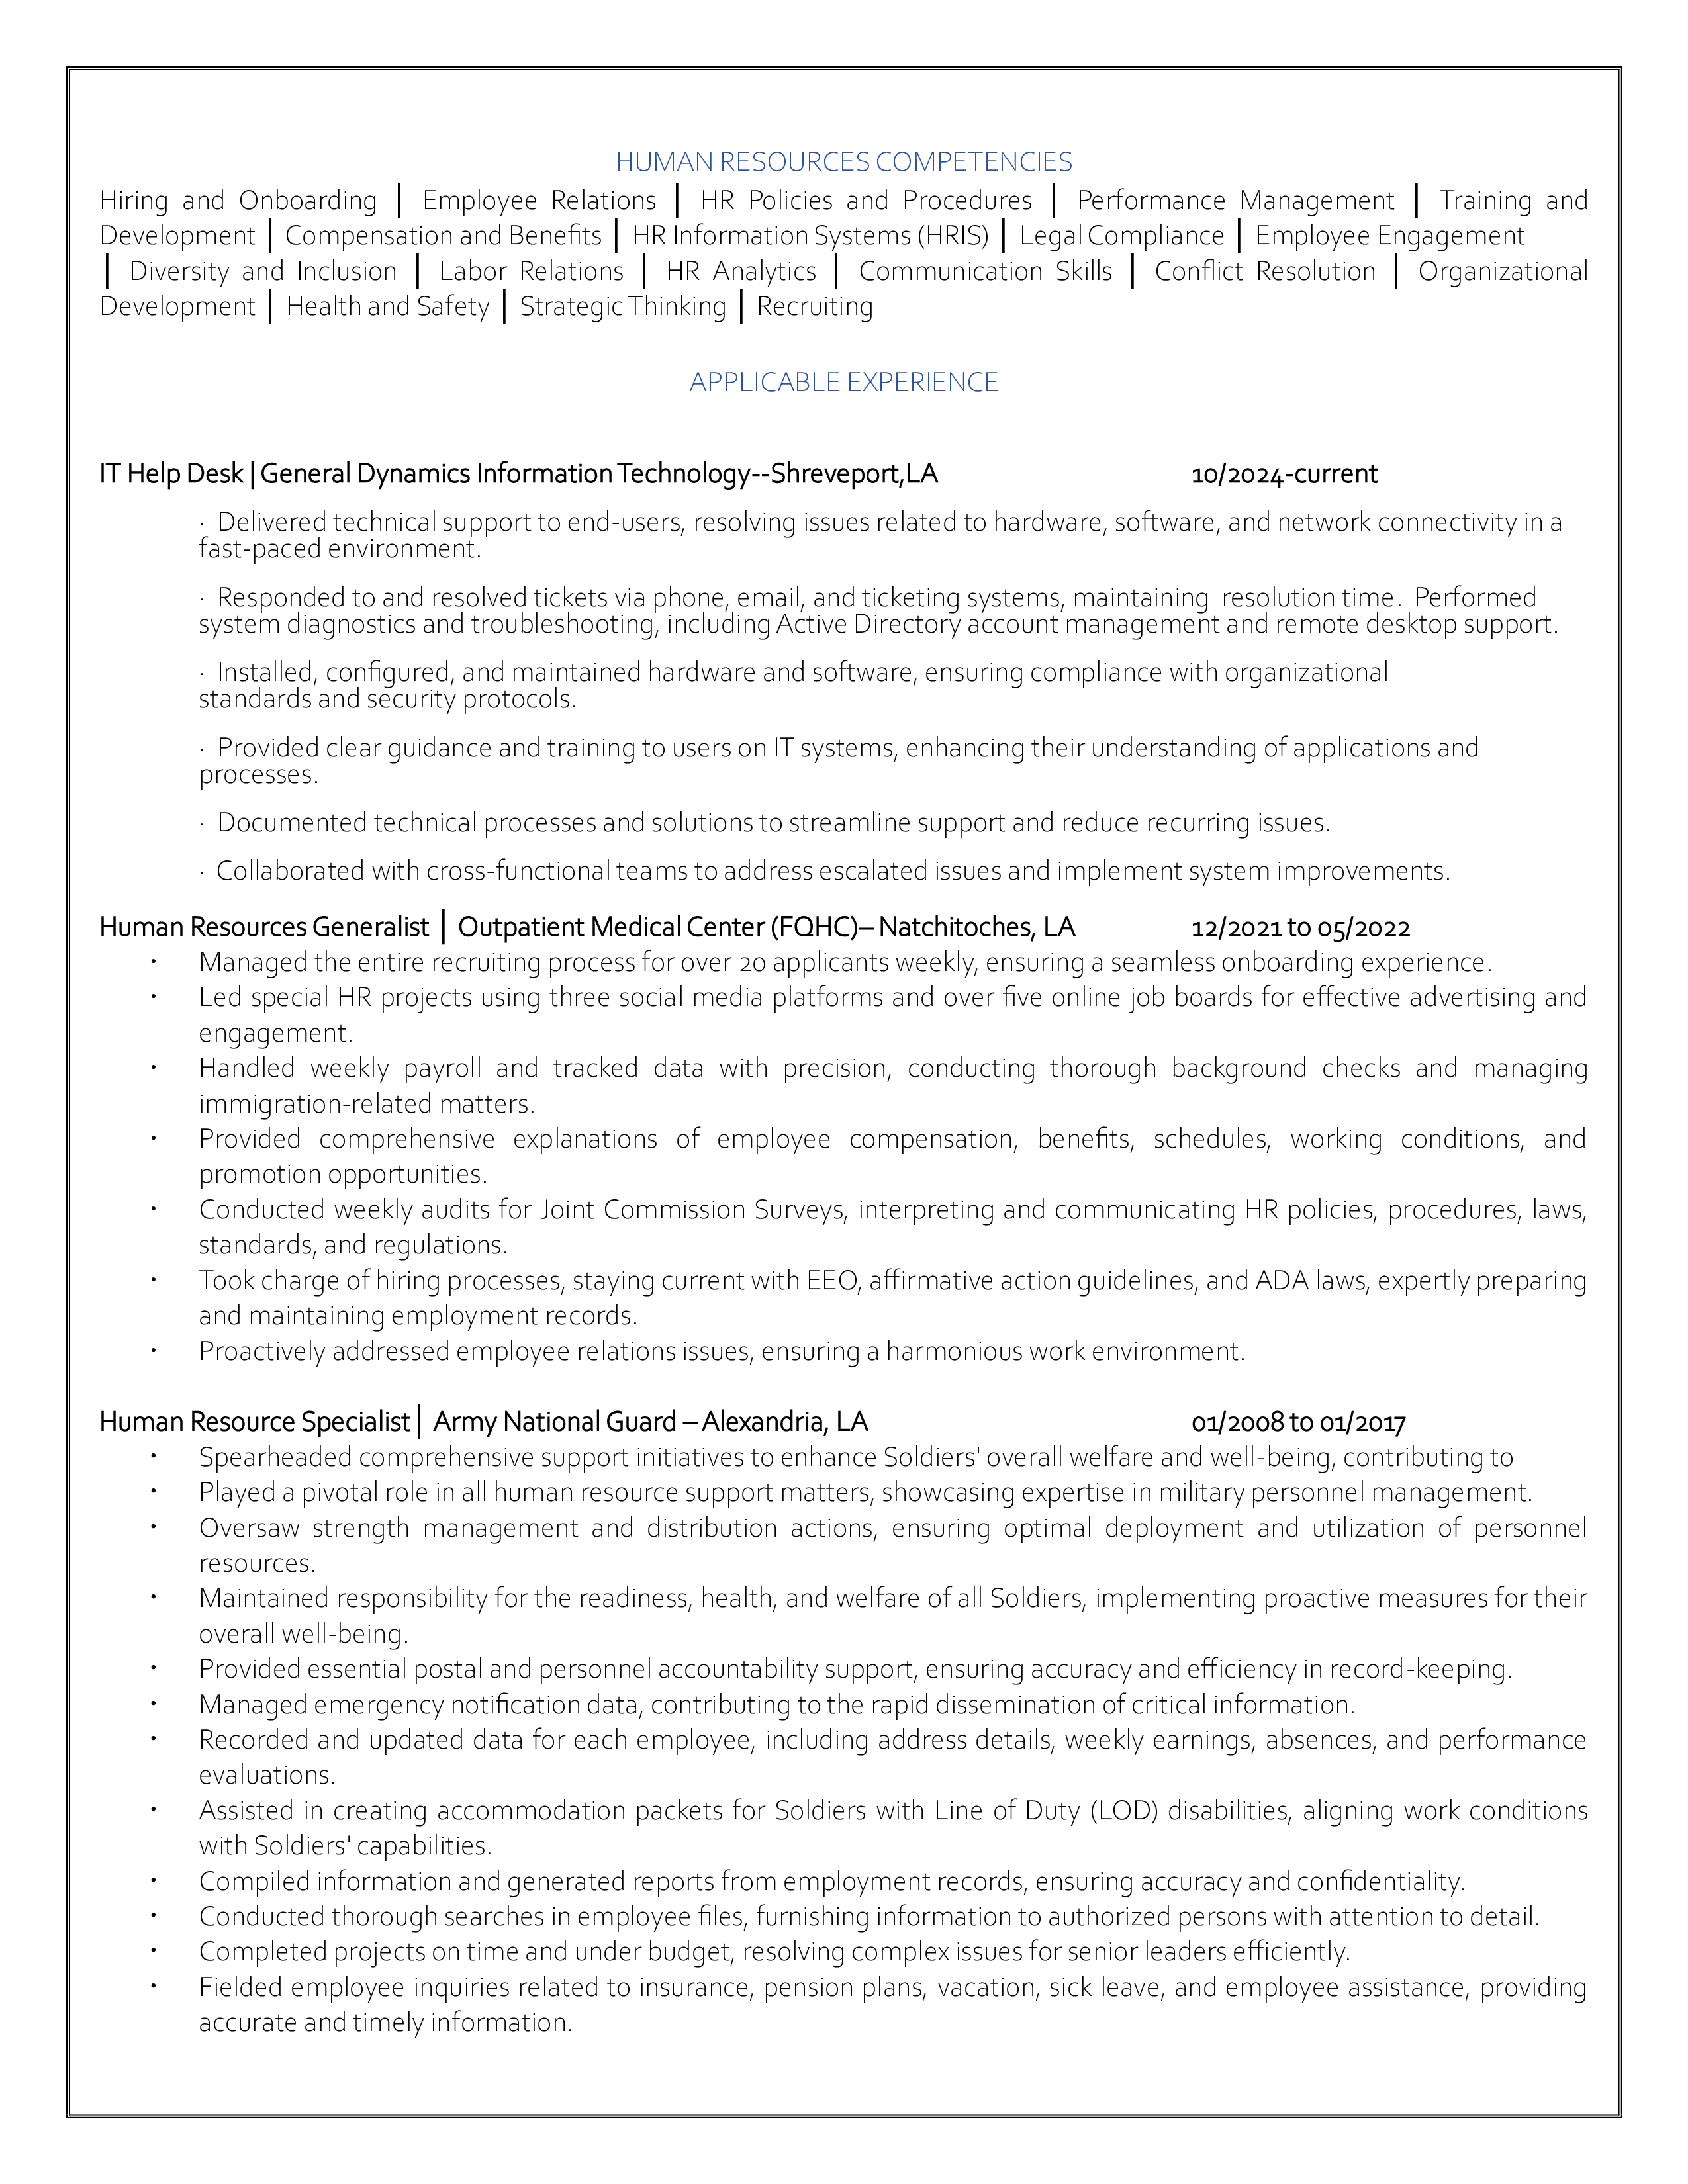 HUMAN RESOURCES COMPETENCIES
Hiring and Onboarding | Employee Relations | HR Policies and Procedures | Performance Management | Training and
Development | Compensation and Benefits | HR Information Systems (HRIS) | Legal Compliance | Employee Engagement
| Diversity and Inclusion | Labor Relations | HR Analytics | Communication Skills | Conflict Resolution | Organizational
Development | Health and Safety | Strategic Thinking | Recruiting
APPLICABLE EXPERIENCE
IT Help Desk | General Dynamics Information Technology--Shreveport,LA 10/2024-current
· Delivered technical support to end-users, resolving issues related to hardware, software, and network connectivity in a
fast-paced environment.
· Responded to and resolved tickets via phone, email, and ticketing systems, maintaining  resolution time.  Performed
system diagnostics and troubleshooting, including Active Directory account management and remote desktop support.
· Installed, configured, and maintained hardware and software, ensuring compliance with organizational
standards and security protocols.
· Provided clear guidance and training to users on IT systems, enhancing their understanding of applications and
processes.
· Documented technical processes and solutions to streamline support and reduce recurring issues.
· Collaborated with cross-functional teams to address escalated issues and implement system improvements.
Human Resources Generalist | Outpatient Medical Center (FQHC)– Natchitoches, LA 12/2021 to 05/2022
• Managed the entire recruiting process for over 20 applicants weekly, ensuring a seamless onboarding experience.
• Led special HR projects using three social media platforms and over five online job boards for effective advertising and
engagement.
• Handled weekly payroll and tracked data with precision, conducting thorough background checks and managing
immigration-related matters.
• Provided comprehensive explanations of employee compensation, benefits, schedules, working conditions, and
promotion opportunities.
• Conducted weekly audits for Joint Commission Surveys, interpreting and communicating HR policies, procedures, laws,
standards, and regulations.
• Took charge of hiring processes, staying current with EEO, affirmative action guidelines, and ADA laws, expertly preparing
and maintaining employment records.
• Proactively addressed employee relations issues, ensuring a harmonious work environment.
Human Resource Specialist | Army National Guard – Alexandria, LA 01/2008 to 01/2017
• Spearheaded comprehensive support initiatives to enhance Soldiers' overall welfare and well-being, contributing to
• Played a pivotal role in all human resource support matters, showcasing expertise in military personnel management.
• Oversaw strength management and distribution actions, ensuring optimal deployment and utilization of personnel
resources.
• Maintained responsibility for the readiness, health, and welfare of all Soldiers, implementing proactive measures for their
overall well-being.
• Provided essential postal and personnel accountability support, ensuring accuracy and efficiency in record-keeping.
• Managed emergency notification data, contributing to the rapid dissemination of critical information.
• Recorded and updated data for each employee, including address details, weekly earnings, absences, and performance
evaluations.
• Assisted in creating accommodation packets for Soldiers with Line of Duty (LOD) disabilities, aligning work conditions
with Soldiers' capabilities.
• Compiled information and generated reports from employment records, ensuring accuracy and confidentiality.
• Conducted thorough searches in employee files, furnishing information to authorized persons with attention to detail.
• Completed projects on time and under budget, resolving complex issues for senior leaders efficiently.
• Fielded employee inquiries related to insurance, pension plans, vacation, sick leave, and employee assistance, providing
accurate and timely information.